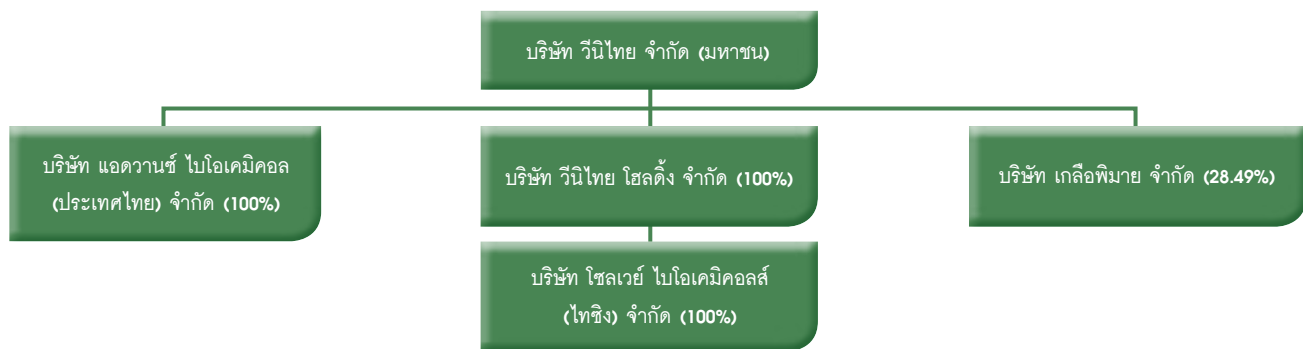 บริษัท วีนิไทย จำกัด (มหาชน)
บริษัท แอดวานซ์ ไบโอเคมิคอล
(ประเทศไทย) จำกัด (100%)
บริษัท วีนิไทย โฮลดิ้ง จำกัด (100%)
บริษัท เกลือพิมาย จำกัด (28.49%)
บริษัท โซลเวย์ ไบโอเคมิคอลส์
(ไทซิง) จำกัด (100%)